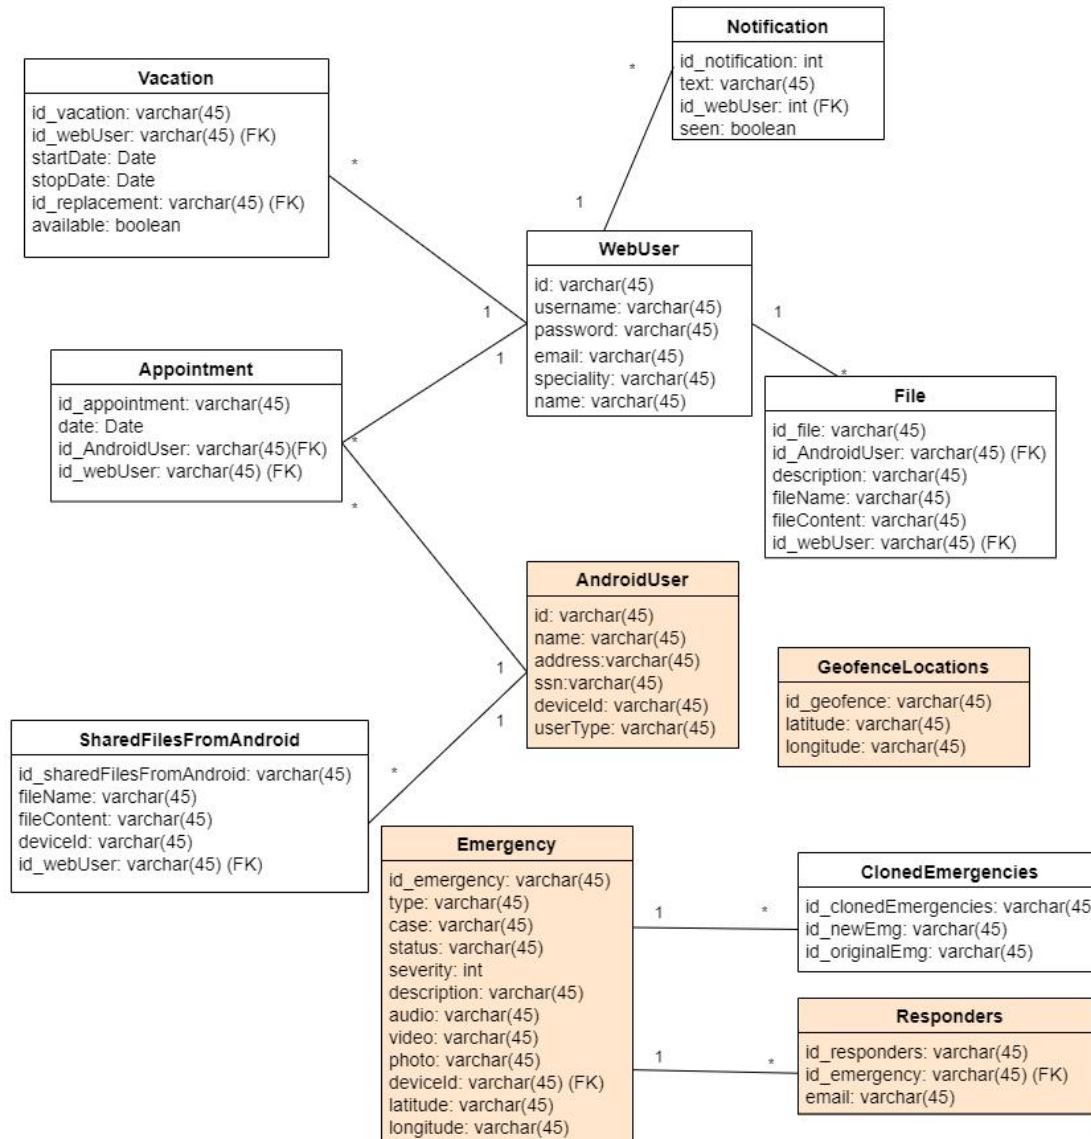 Notification
id_notification: int
text: varchar(45)
id_webUser: int (FK)
seen: boolean
*
1
Vacation
id_vacation: varchar(45)
id_webUser: varchar(45) (FK)
startDate: Date
stopDate: Date
id_replacement: varchar(45) (FK)
available: boolean
*
1
WebUser
id: varchar(45)
username: varchar(45)
password: varchar(45)
email: varchar(45)
speciality: varchar(45)
name: varchar(45)
1
*
1
Appointment
id_appointment: varchar(45)
date: Date
id_AndroidUser: varchar(45)(FK)
id_webUser: varchar(45) (FK)
*
*
File
id_file: varchar(45)
id_AndroidUser: varchar(45) (FK)
description: varchar(45)
fileName: varchar(45)
fileContent: varchar(45)
id_webUser: varchar(45) (FK)
AndroidUser
id: varchar(45)
name: varchar(45)
address:varchar(45)
ssn:varchar(45)
deviceId: varchar(45)
userType: varchar(45)
1
1
GeofenceLocations
id_geofence: varchar(45)
latitude: varchar(45)
longitude: varchar(45)
SharedFilesFromAndroid
id_sharedFilesFromAndroid: varchar(45)
fileName: varchar(45)
fileContent: varchar(45)
deviceId: varchar(45)
id_webUser: varchar(45) (FK)
*
Emergency
id_emergency: varchar(45)
type: varchar(45)
case: varchar(45)
status: varchar(45)
severity: int
description: varchar(45)
audio: varchar(45)
video: varchar(45)
photo: varchar(45)
deviceId: varchar(45) (FK)
latitude: varchar(45)
longitude: varchar(45)
1
*
ClonedEmergencies
id_clonedEmergencies: varchar(45
id_newEmg: varchar(45)
id_originalEmg: varchar(45)
1
*
Responders
id_responders: varchar(45)
id_emergency: varchar(45) (FK)
email: varchar(45)